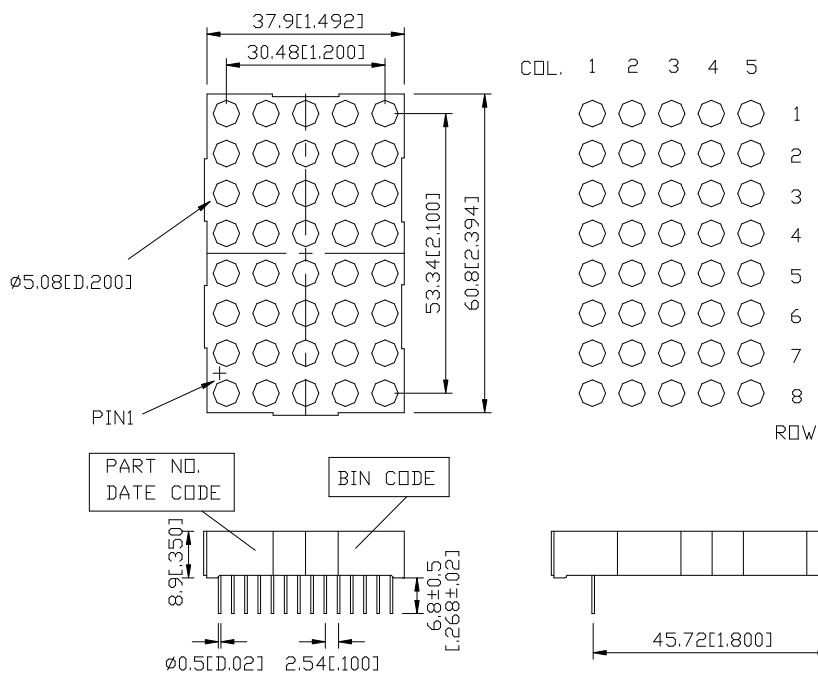 37.9[1.492]
30.48[1.200]
COL. 1 2 3 4 5
1
2
3
4
5
6
7
8
ROW
53.34[2.100]
60.8[2.394]
ø5.08[D.200]
PIN1
PART NO.
DATE CODE
BIN CODE
8.9[.350]
6.8±0.5
[.268±.02]
ø0.5[D.02]
2.54[.100]
45.72[1.800]